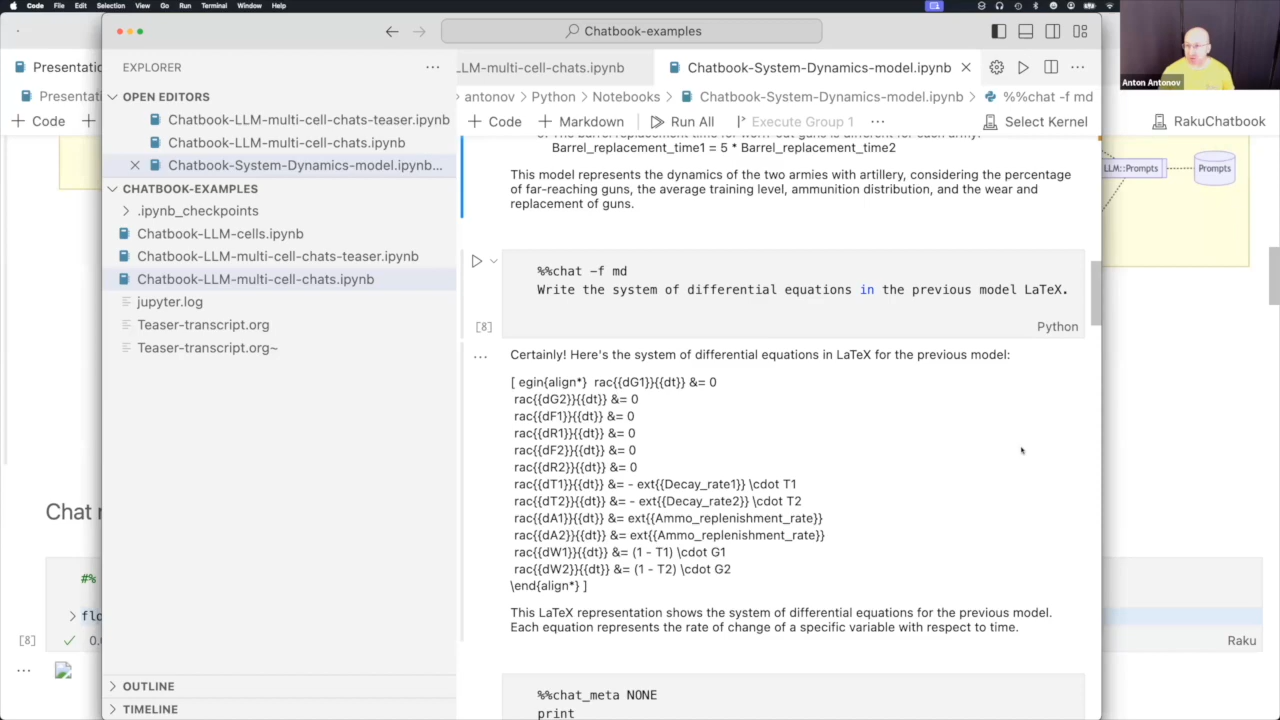 Code File Edit Selection View Go Run Terminal Window Help
Chatbook-examples
Anton Antonov
Presentatio
EXPLORER
LLM-multi-cell-chats.ipynb
Chatbook-System-Dynamics-model.ipynb
Presentati
OPEN EDITORS
antonov > Python > Notebooks > Chatbook-System-Dynamics-model.ipynb > %%chat -f md
Code
Chatbook-LLM-multi-cell-chats-teaser.ipynb
Code Markdown Run All Execute Group 1 Select Kernel
RakuChatbook
Chatbook-LLM-multi-cell-chats.ipynb
Chatbook-System-Dynamics-model.ipynb...
CHATBOOK-EXAMPLES
.ipynb_checkpoints
Chatbook-LLM-cells.ipynb
Chatbook-LLM-multi-cell-chats-teaser.ipynb
Chatbook-LLM-multi-cell-chats.ipynb
jupyter.log
Teaser-transcript.org
Teaser-transcript.org~
OUTLINE
TIMELINE
Barrel_replacement_time1 = 5 * Barrel_replacement_time2
This model represents the dynamics of the two armies with artillery, considering the percentage
of far-reaching guns, the average training level, ammunition distribution, and the wear and
replacement of guns.
%%chat -f md
Write the system of differential equations in the previous model LaTeX.
[8]
Python
Certainly! Here's the system of differential equations in LaTeX for the previous model:
[ egin{align*} rac{{dG1}}{{dt}} &= 0
rac{{dG2}}{{dt}} &= 0
rac{{dF1}}{{dt}} &= 0
rac{{dR1}}{{dt}} &= 0
rac{{dF2}}{{dt}} &= 0
rac{{dR2}}{{dt}} &= 0
rac{{dT1}}{{dt}} &= - ext{{Decay_rate1}} \cdot T1
rac{{dT2}}{{dt}} &= - ext{{Decay_rate2}} \cdot T2
rac{{dA1}}{{dt}} &= ext{{Ammo_replenishment_rate}}
rac{{dA2}}{{dt}} &= ext{{Ammo_replenishment_rate}}
rac{{dW1}}{{dt}} &= (1 - T1) \cdot G1
rac{{dW2}}{{dt}} &= (1 - T2) \cdot G2
\end{align*} ]
This LaTeX representation shows the system of differential equations for the previous model.
Each equation represents the rate of change of a specific variable with respect to time.
%%chat_meta NONE
print
LLM::Prompts
Prompts
Chat r
#%
flo
[8]
0.
Raku